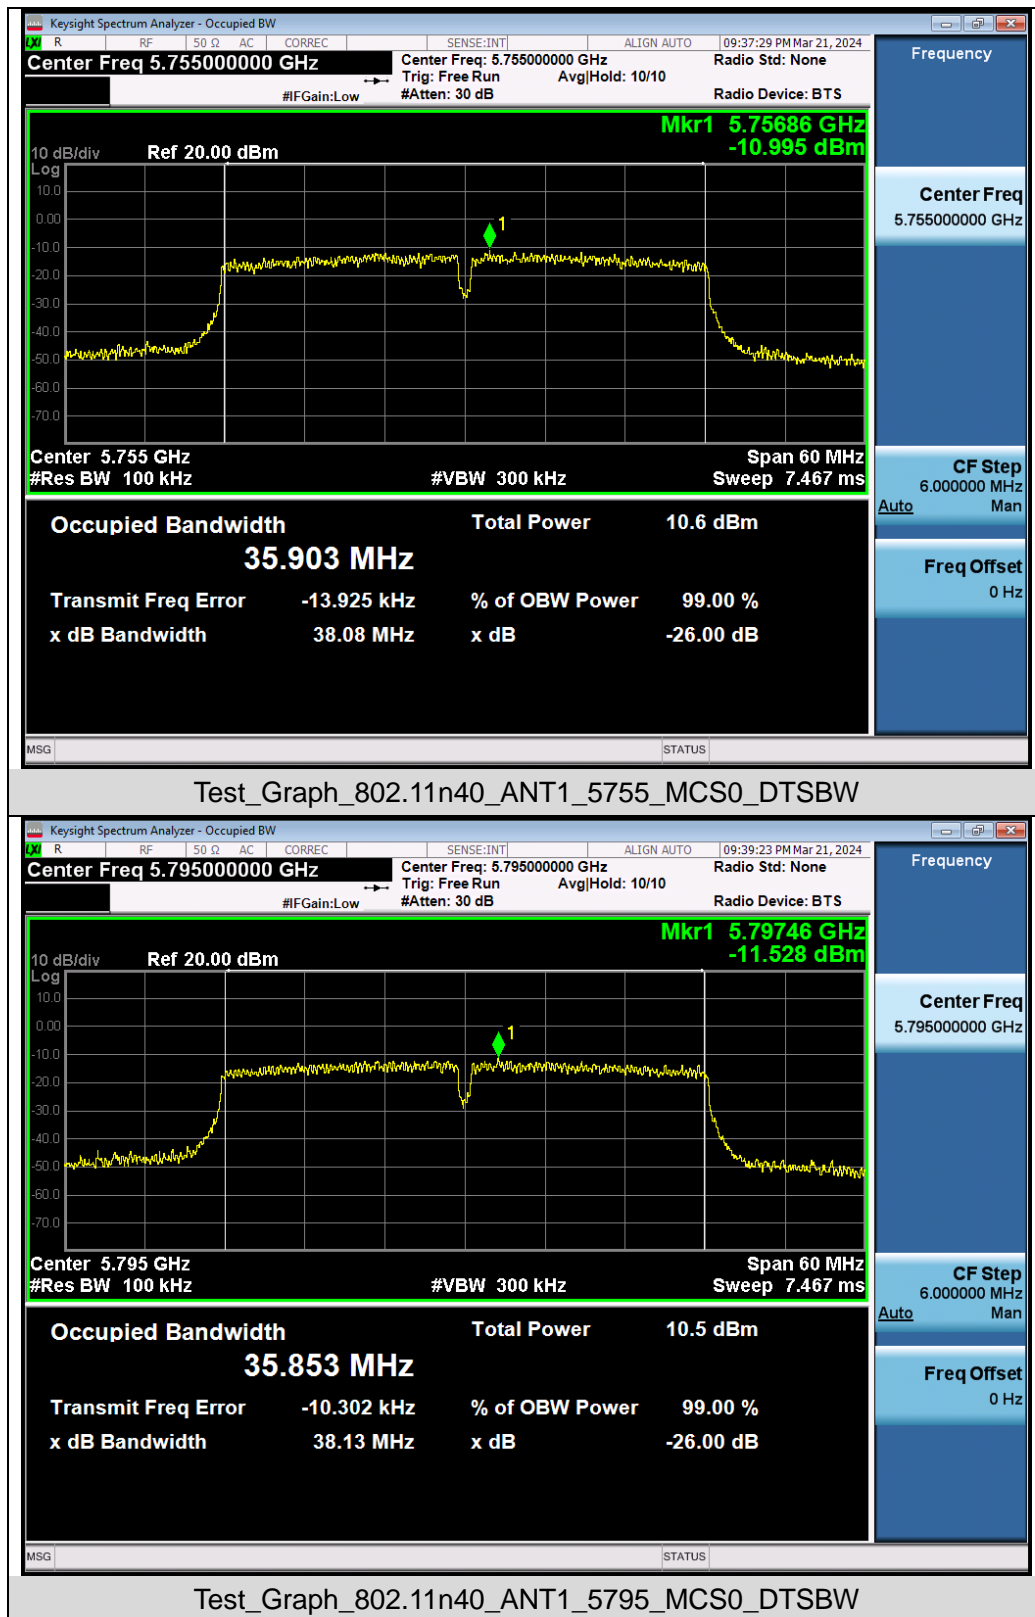 Keysight Spectrum Analyzer - Occupied BW
LXI R RF 50 Ω AC CORREC SENSE:INT ALIGN AUTO 09:37:29 PM Mar 21, 2024
Center Freq 5.755000000 GHz
Center Freq: 5.755000000 GHz
Radio Std: None
Trig: Free Run Avg|Hold: 10/10
#IFGain:Low
#Atten: 30 dB
Radio Device: BTS
Mkr1 5.75686 GHz
-10.995 dBm
10 dB/div Ref 20.00 dBm
Log
10.0
0.00
-10.0
-20.0
-30.0
-40.0
-50.0
-60.0
-70.0
1
Center 5.755 GHz Span 60 MHz
#Res BW 100 kHz #VBW 300 kHz Sweep 7.467 ms
Occupied Bandwidth Total Power 10.6 dBm
35.903 MHz
Transmit Freq Error -13.925 kHz % of OBW Power 99.00 %
x dB Bandwidth 38.08 MHz x dB -26.00 dB
MSG STATUS
Frequency
Center Freq
5.755000000 GHz
CF Step
6.000000 MHz
Auto Man
Freq Offset
0 Hz
Test_Graph_802.11n40_ANT1_5755_MCS0_DTSBW
Keysight Spectrum Analyzer - Occupied BW
LXI R RF 50 Ω AC CORREC SENSE:INT ALIGN AUTO 09:39:23 PM Mar 21, 2024
Center Freq 5.795000000 GHz
Center Freq: 5.795000000 GHz
Radio Std: None
Trig: Free Run Avg|Hold: 10/10
#IFGain:Low
#Atten: 30 dB
Radio Device: BTS
Mkr1 5.79746 GHz
-11.528 dBm
10 dB/div Ref 20.00 dBm
Log
10.0
0.00
-10.0
-20.0
-30.0
-40.0
-50.0
-60.0
-70.0
1
Center 5.795 GHz Span 60 MHz
#Res BW 100 kHz #VBW 300 kHz Sweep 7.467 ms
Occupied Bandwidth Total Power 10.5 dBm
35.853 MHz
Transmit Freq Error -10.302 kHz % of OBW Power 99.00 %
x dB Bandwidth 38.13 MHz x dB -26.00 dB
MSG STATUS
Frequency
Center Freq
5.795000000 GHz
CF Step
6.000000 MHz
Auto Man
Freq Offset
0 Hz
Test_Graph_802.11n40_ANT1_5795_MCS0_DTSBW